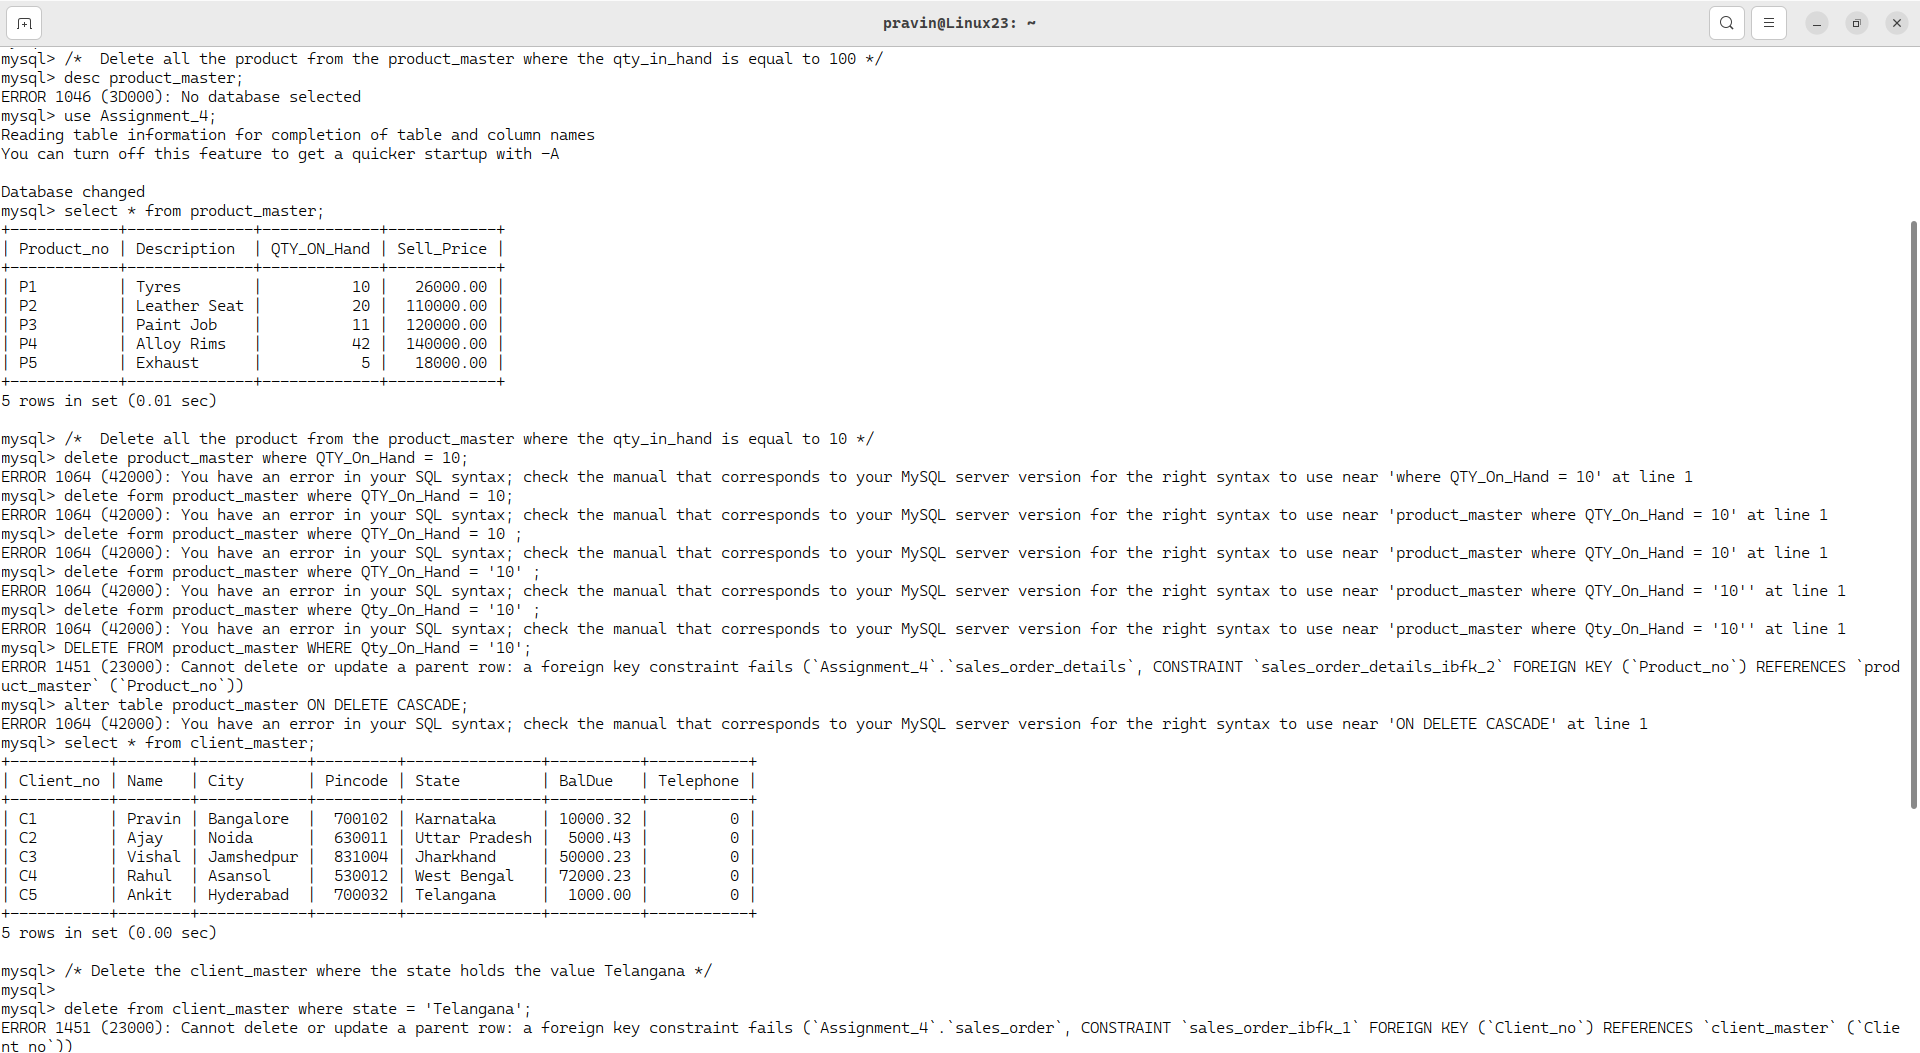 pravin@Linux23: ~
mysql> /*  Delete all the product from the product_master where the qty_in_hand is equal to 100 */
mysql> desc product_master;
ERROR 1046 (3D000): No database selected
mysql> use Assignment_4;
Reading table information for completion of table and column names
You can turn off this feature to get a quicker startup with -A

Database changed
mysql> select * from product_master;
+------------+--------------+-------------+------------+
| Product_no | Description  | QTY_ON_Hand | Sell_Price |
+------------+--------------+-------------+------------+
| P1         | Tyres        |          10 |   26000.00 |
| P2         | Leather Seat |          20 |  110000.00 |
| P3         | Paint Job    |          11 |  120000.00 |
| P4         | Alloy Rims   |          42 |  140000.00 |
| P5         | Exhaust      |           5 |   18000.00 |
+------------+--------------+-------------+------------+
5 rows in set (0.01 sec)

mysql> /*  Delete all the product from the product_master where the qty_in_hand is equal to 10 */
mysql> delete product_master where QTY_On_Hand = 10;
ERROR 1064 (42000): You have an error in your SQL syntax; check the manual that corresponds to your MySQL server version for the right syntax to use near 'where QTY_On_Hand = 10' at line 1
mysql> delete form product_master where QTY_On_Hand = 10;
ERROR 1064 (42000): You have an error in your SQL syntax; check the manual that corresponds to your MySQL server version for the right syntax to use near 'product_master where QTY_On_Hand = 10' at line 1
mysql> delete form product_master where QTY_On_Hand = 10 ;
ERROR 1064 (42000): You have an error in your SQL syntax; check the manual that corresponds to your MySQL server version for the right syntax to use near 'product_master where QTY_On_Hand = 10' at line 1
mysql> delete form product_master where QTY_On_Hand = '10' ;
ERROR 1064 (42000): You have an error in your SQL syntax; check the manual that corresponds to your MySQL server version for the right syntax to use near 'product_master where QTY_On_Hand = '10'' at line 1
mysql> delete form product_master where Qty_On_Hand = '10' ;
ERROR 1064 (42000): You have an error in your SQL syntax; check the manual that corresponds to your MySQL server version for the right syntax to use near 'product_master where Qty_On_Hand = '10'' at line 1
mysql> DELETE FROM product_master WHERE Qty_On_Hand = '10';
ERROR 1451 (23000): Cannot delete or update a parent row: a foreign key constraint fails (`Assignment_4`.`sales_order_details`, CONSTRAINT `sales_order_details_ibfk_2` FOREIGN KEY (`Product_no`) REFERENCES `prod
uct_master` (`Product_no`))
mysql> alter table product_master ON DELETE CASCADE;
ERROR 1064 (42000): You have an error in your SQL syntax; check the manual that corresponds to your MySQL server version for the right syntax to use near 'ON DELETE CASCADE' at line 1
mysql> select * from client_master;
+-----------+--------+------------+---------+---------------+----------+-----------+
| Client_no | Name   | City       | Pincode | State         | BalDue   | Telephone |
+-----------+--------+------------+---------+---------------+----------+-----------+
| C1        | Pravin | Bangalore  |  700102 | Karnataka     | 10000.32 |         0 |
| C2        | Ajay   | Noida      |  630011 | Uttar Pradesh |  5000.43 |         0 |
| C3        | Vishal | Jamshedpur |  831004 | Jharkhand     | 50000.23 |         0 |
| C4        | Rahul  | Asansol    |  530012 | West Bengal   | 72000.23 |         0 |
| C5        | Ankit  | Hyderabad  |  700032 | Telangana     |  1000.00 |         0 |
+-----------+--------+------------+---------+---------------+----------+-----------+
5 rows in set (0.00 sec)

mysql> /* Delete the client_master where the state holds the value Telangana */
mysql>
mysql> delete from client_master where state = 'Telangana';
ERROR 1451 (23000): Cannot delete or update a parent row: a foreign key constraint fails (`Assignment_4`.`sales_order`, CONSTRAINT `sales_order_ibfk_1` FOREIGN KEY (`Client_no`) REFERENCES `client_master` (`Clie
nt_no`))